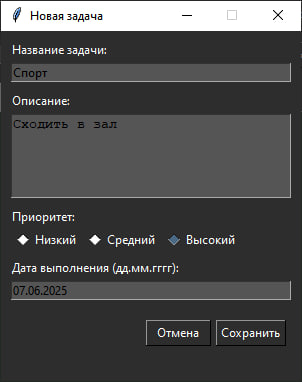 Новая задача
Название задачи:
Спорт
Описание:
Сходить в зал
Приоритет:
Низкий Средний Высокий
Дата выполнения (дд.мм.гггг):
07.06.2025
Отмена Сохранить